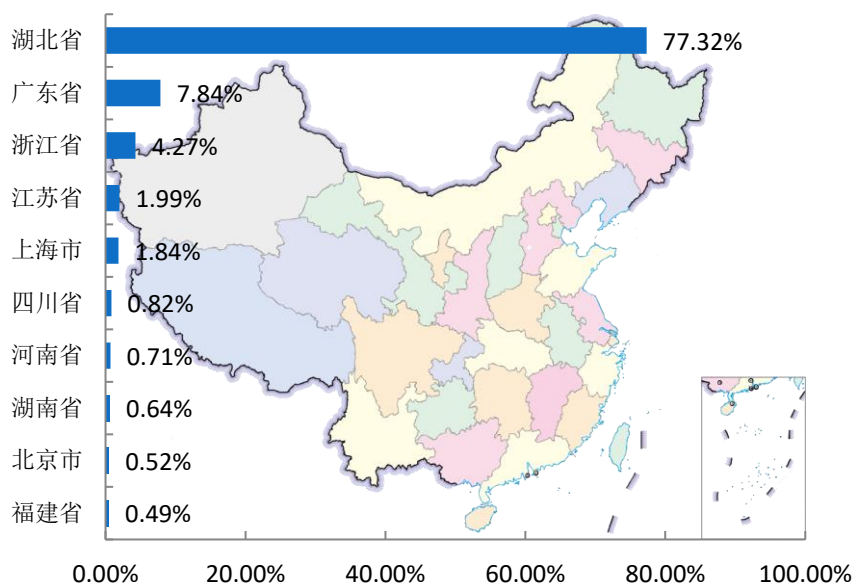 湖北省 77.32%
广东省 7.84%
浙江省 4.27%
江苏省 1.99%
上海市 1.84%
四川省 0.82%
河南省 0.71%
湖南省 0.64%
北京市 0.52%
福建省 0.49%
0.00% 20.00% 40.00% 60.00% 80.00% 100.00%